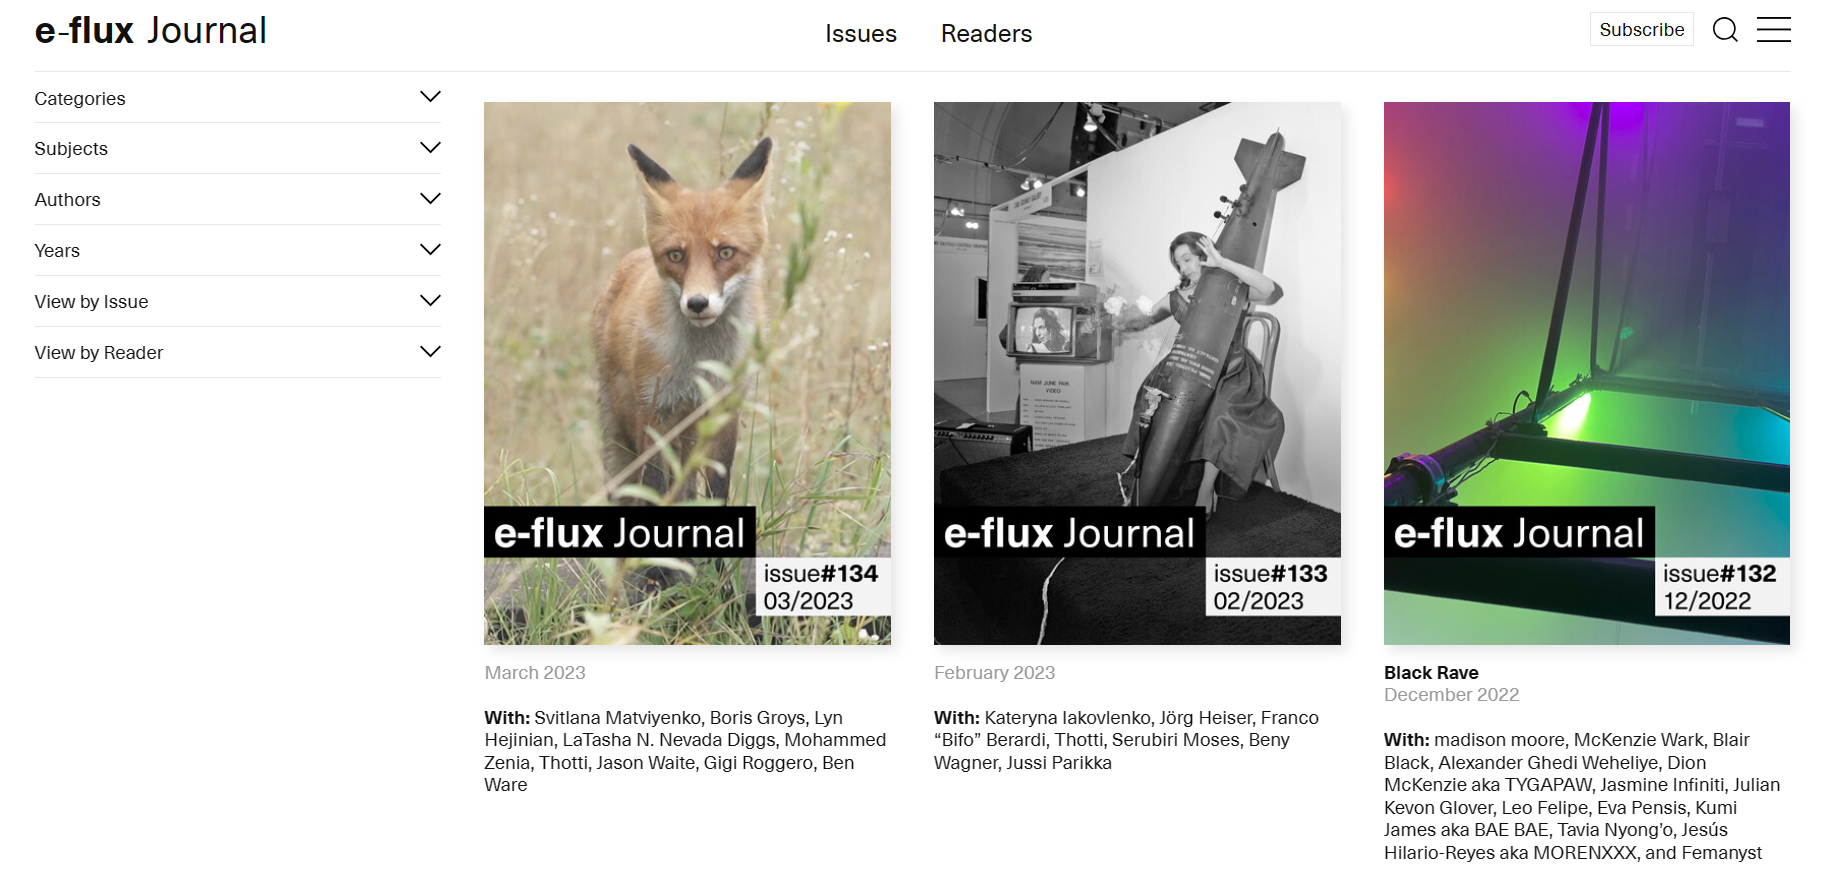 e-flux Journal
Issues
Readers
Subscribe
Categories
Subjects
Authors
Years
View by Issue
View by Reader
e-flux Journal
issue#134
03/2023
March 2023
With: Svitlana Matviyenko, Boris Groys, Lyn
Hejinian, LaTasha N. Nevada Diggs, Mohammed
Zenia, Thotti, Jason Waite, Gigi Roggero, Ben
Ware
NAM JUNE PAIK
VIDEO
e-flux Journal
issue#133
02/2023
February 2023
With: Kateryna Iakovlenko, Jörg Heiser, Franco
“Bifo” Berardi, Thotti, Serubiri Moses, Beny
Wagner, Jussi Parikka
e-flux Journal
issue#132
12/2022
Black Rave
December 2022
With: madison moore, McKenzie Wark, Blair
Black, Alexander Ghedi Weheliye, Dion
McKenzie aka TYGAPAW, Jasmine Infiniti, Julian
Kevon Glover, Leo Felipe, Eva Pensis, Kumi
James aka BAE BAE, Tavia Nyong’o, Jesús
Hilario-Reyes aka MORENXXX, and Femanyst